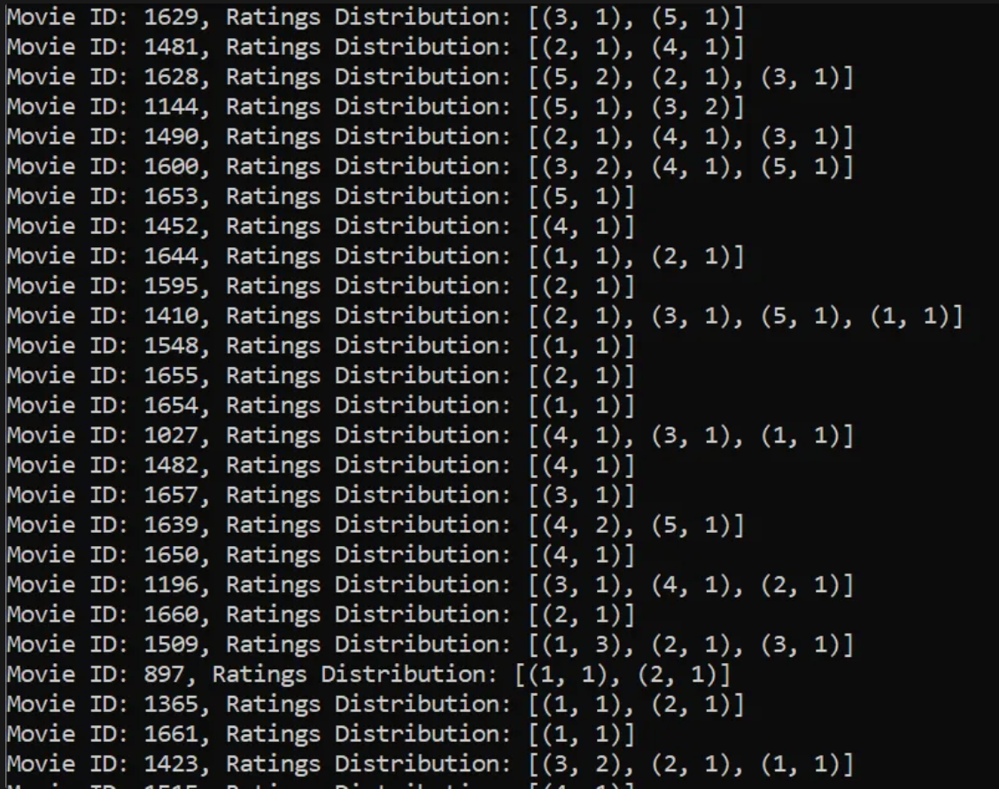 Movie ID: 1629, Ratings Distribution: [(3, 1), (5, 1)]
Movie ID: 1481, Ratings Distribution: [(2, 1), (4, 1)]
Movie ID: 1628, Ratings Distribution: [(5, 2), (2, 1), (3, 1)]
Movie ID: 1144, Ratings Distribution: [(5, 1), (3, 2)]
Movie ID: 1490, Ratings Distribution: [(2, 1), (4, 1), (3, 1)]
Movie ID: 1600, Ratings Distribution: [(3, 2), (4, 1), (5, 1)]
Movie ID: 1653, Ratings Distribution: [(5, 1)]
Movie ID: 1452, Ratings Distribution: [(4, 1)]
Movie ID: 1644, Ratings Distribution: [(1, 1), (2, 1)]
Movie ID: 1595, Ratings Distribution: [(2, 1)]
Movie ID: 1410, Ratings Distribution: [(2, 1), (3, 1), (5, 1), (1, 1)]
Movie ID: 1548, Ratings Distribution: [(1, 1)]
Movie ID: 1655, Ratings Distribution: [(2, 1)]
Movie ID: 1654, Ratings Distribution: [(1, 1)]
Movie ID: 1027, Ratings Distribution: [(4, 1), (3, 1), (1, 1)]
Movie ID: 1482, Ratings Distribution: [(4, 1)]
Movie ID: 1657, Ratings Distribution: [(3, 1)]
Movie ID: 1639, Ratings Distribution: [(4, 2), (5, 1)]
Movie ID: 1650, Ratings Distribution: [(4, 1)]
Movie ID: 1196, Ratings Distribution: [(3, 1), (4, 1), (2, 1)]
Movie ID: 1660, Ratings Distribution: [(2, 1)]
Movie ID: 1509, Ratings Distribution: [(1, 3), (2, 1), (3, 1)]
Movie ID: 897, Ratings Distribution: [(1, 1), (2, 1)]
Movie ID: 1365, Ratings Distribution: [(1, 1), (2, 1)]
Movie ID: 1661, Ratings Distribution: [(1, 1)]
Movie ID: 1423, Ratings Distribution: [(3, 2), (2, 1), (1, 1)]